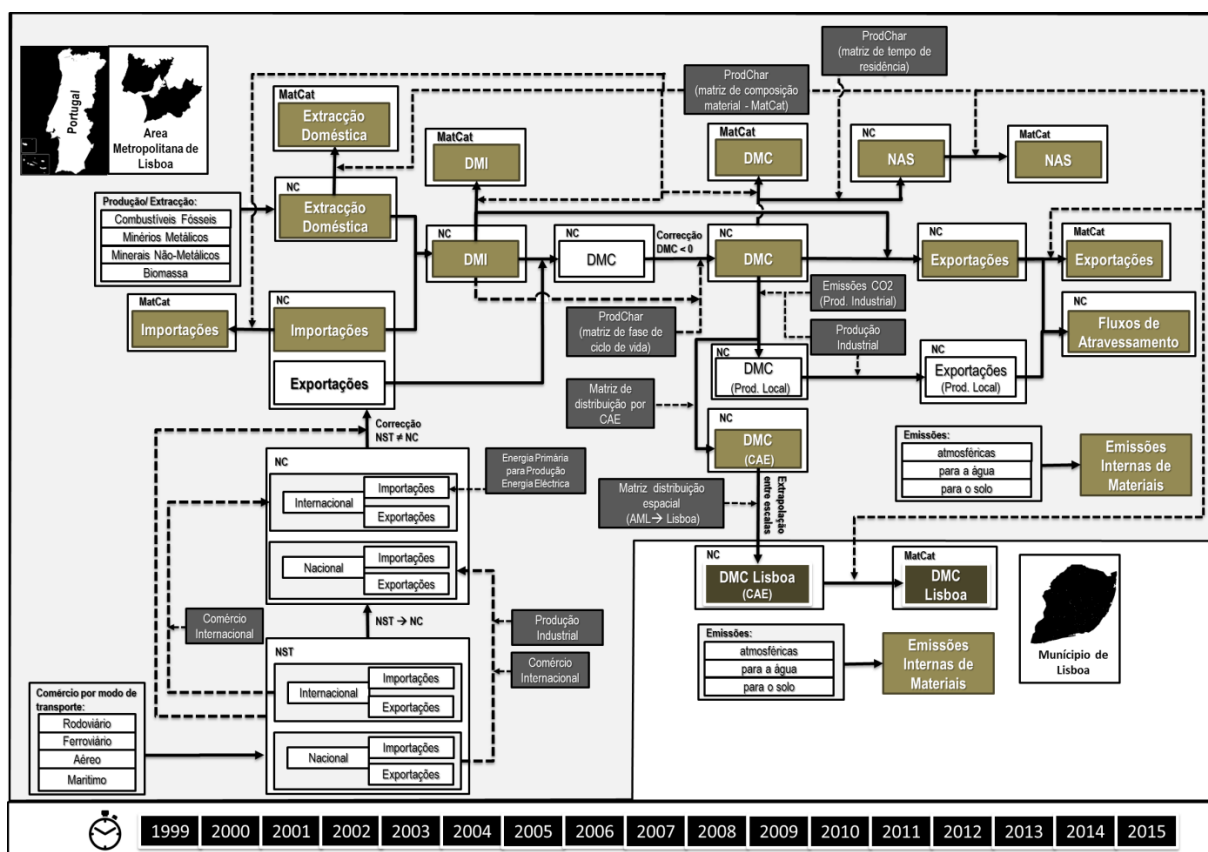 Portugal
Area
Metropolitana de
Lisboa
ProdChar
(matriz de tempo de
residência)
ProdChar
(matriz de composição
material - MatCat)
MatCat
Extracção
Doméstica
MatCat
DMI
MatCat
DMC
NC
NAS
MatCat
NAS
Produção/ Extracção:
Combustíveis Fósseis
Minérios Metálicos
Minerais Não-Metálicos
Biomassa
NC
Extracção
Doméstica
NC
DMI
NC
DMC
Correcção
DMC < 0
NC
DMC
NC
Exportações
MatCat
Exportações
MatCat
Importações
NC
Importações
Exportações
ProdChar
(matriz de fase de
ciclo de vida)
Emissões CO2
(Prod. Industrial)
Produção
Industrial
NC
Fluxos de
Atravessamento
NC
DMC
(Prod. Local)
NC
Exportações
(Prod. Local)
Matriz de
distribuição por
CAE
NC
DMC
(CAE)
Correcção
NST ≠ NC
NC
Internacional
Importações
Exportações
Nacional
Importações
Exportações
Energia Primária
para Produção
Energia Eléctrica
Matriz distribuição
espacial
(AML→ Lisboa)
Extrapolação
entre escalas
Emissões:
atmosféricas
para a água
para o solo
Emissões
Internas de
Materiais
NC
DMC Lisboa
(CAE)
MatCat
DMC
Lisboa
Comércio
Internacional
NST → NC
Produção
Industrial
Comércio
Internacional
NST
Internacional
Importações
Exportações
Nacional
Importações
Exportações
Emissões:
atmosféricas
para a água
para o solo
Emissões
Internas de
Materiais
Munícipio de
Lisboa
Comércio por modo de
transporte:
Rodoviário
Ferroviário
Aéreo
Maritimo
1999 2000 2001 2002 2003 2004 2005 2006 2007 2008 2009 2010 2011 2012 2013 2014 2015